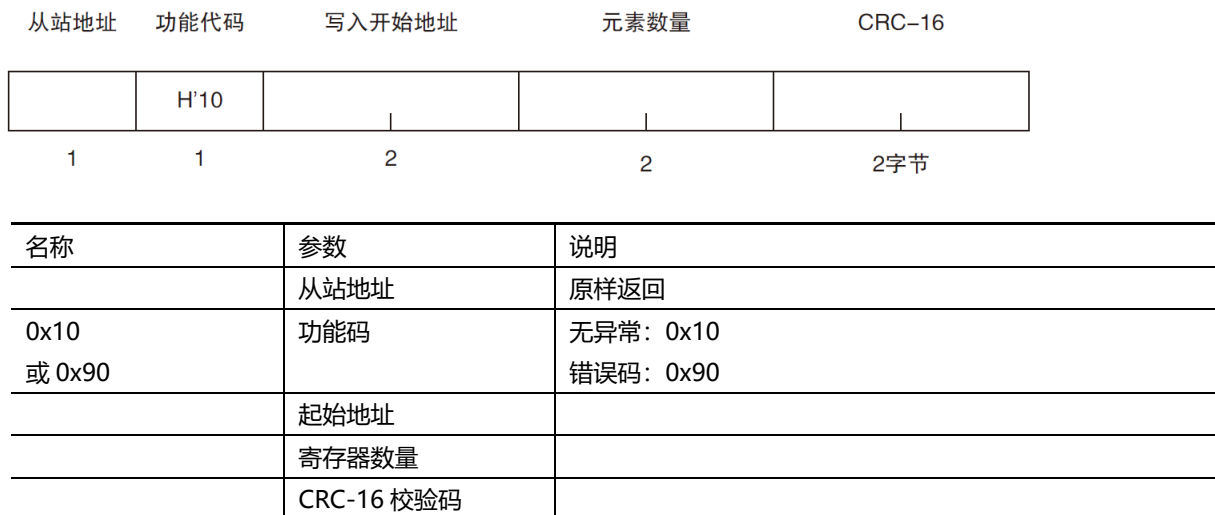 从站地址 功能代码 写入开始地址 元素数量 CRC-16
H'10
1 1 2 2 2字节
名称 参数 说明
从站地址 原样返回
0x10 功能码 无异常：0x10
或 0x90 错误码：0x90
起始地址
寄存器数量
CRC-16 校验码